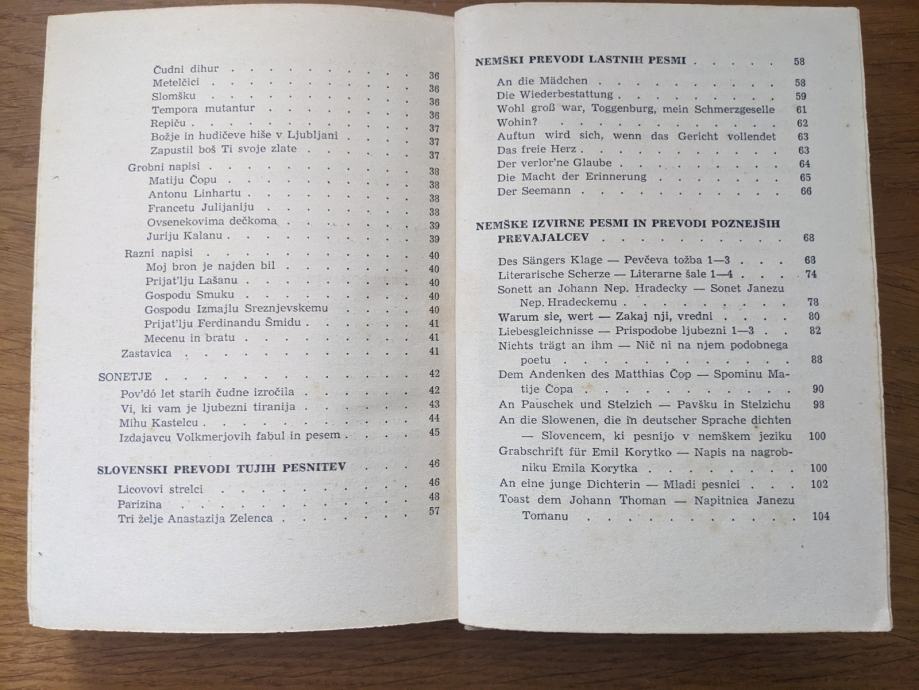 Čudni dihur . . . . . . . . . . 36
Metelčici . . . . . . . . . . 36
Slomšku . . . . . . . . . . 36
Tempora mutantur . . . . . . . . . 36
Repiču . . . . . . . . . . 37
Božje in hudičeve hiše v Ljubljani . . . . 37
Zapustil boš Ti svoje zlate . . . . . . 37
Grobni napisi . . . . . . . . . . 38
Matiju Čopu . . . . . . . . . . 38
Antonu Linhartu . . . . . . . . . 38
Francetu Julijaniju . . . . . . . . 38
Ovsenekovima dečkoma . . . . . . . 39
Juriju Kalanu . . . . . . . . . . 39
Razni napisi . . . . . . . . . . 40
Moj bron je najden bil . . . . . . . 40
Prijat'lju Lašanu . . . . . . . . . 40
Gospodu Smuku . . . . . . . . . 40
Gospodu Izmajlu Sreznjevskemu . . . . . 40
Prijat'lju Ferdinandu Šmidu . . . . . . 41
Mecenu in bratu . . . . . . . . . 41
Zastavica . . . . . . . . . . . 41
SONETJE . . . . . . . . . . . 42
Pov'dó let starih čudne izročila . . . . . 42
Vi, ki vam je ljubezni tiranija . . . . . . 43
Mihu Kastelcu . . . . . . . . . . 44
Izdajavcu Volkmerjovih fabul in pesem . . . . 45
SLOVENSKI PREVODI TUJIH PESNITEV . . . 46
Licovovi strelci . . . . . . . . . . 46
Parizina . . . . . . . . . . . 48
Tri želje Anastazija Zelenca . . . . . . . 57
NEMŠKI PREVODI LASTNIH PESMI . . . . . 58
An die Mädchen . . . . . . . . . 58
Die Wiederbestattung . . . . . . . . 59
Wohl groß war, Toggenburg, mein Schmerzgeselle 61
Wohin? . . . . . . . . . . . 62
Auftun wird sich, wenn das Gericht vollendet 63
Das freie Herz . . . . . . . . . . 63
Der verlor'ne Glaube . . . . . . . . 64
Die Macht der Erinnerung . . . . . . . 65
Der Seemann . . . . . . . . . . 66
NEMŠKE IZVIRNE PESMI IN PREVODI POZNEJŠIH
PREVAJALCEV . . . . . . . . . 68
Des Sängers Klage — Pevčeva tožba 1—3 . . . 68
Literarische Scherze — Literarne šale 1—4 . . . 74
Sonett an Johann Nep. Hradecky — Sonet Janezu
Nep. Hradeckemu . . . . . . . . 78
Warum sie, wert — Zakaj nji, vredni . . . . 80
Liebesgleichnisse — Prispodobe ljubezni 1—3 . . 82
Nichts trägt an ihm — Nič ni na njem podobnega
poetu . . . . . . . . . . . 88
Dem Andenken des Matthias Čop — Spominu Ma-
tije Čopa . . . . . . . . . . 90
An Pauschek und Stelzich — Pavšku in Stelzichu 98
An die Slowenen, die in deutscher Sprache dichten
— Slovencem, ki pesnijo v nemškem jeziku 100
Grabschrift für Emil Korytko — Napis na nagrob-
niku Emila Korytka . . . . . . . . 100
An eine junge Dichterin — Mladi pesnici . . . 102
Toast dem Johann Thoman — Napitnica Janezu
Tomanu . . . . . . . . . . 104